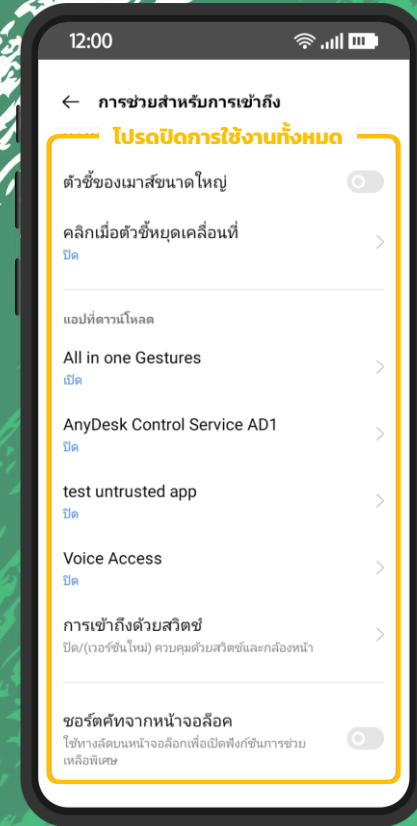 12:00
← การช่วยสำหรับการเข้าถึง
โปรดปิดการใช้งานทั้งหมด
ตัวชี้ของเมาส์ขนาดใหญ่
คลิกเมื่อตัวชี้หยุดเคลื่อนที่
ปิด
แอปที่ดาวน์โหลด
All in one Gestures
เปิด
AnyDesk Control Service AD1
ปิด
test untrusted app
ปิด
Voice Access
ปิด
การเข้าถึงด้วยสวิตช์
ปิด/(เวอร์ชันใหม่) ควบคุมด้วยสวิตช์และกล้องหน้า
ชอร์ตคัทจากหน้าจอล็อค
ใช้ทางลัดบนหน้าจอล็อกเพื่อเปิดฟังก์ชันการช่วย
เหลือพิเศษ